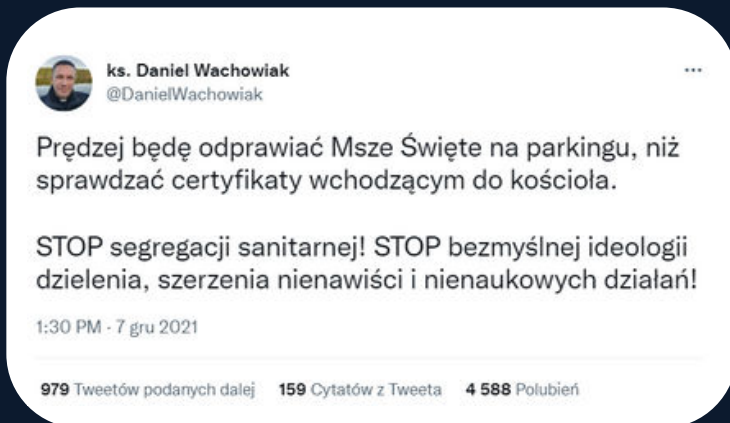 ks. Daniel Wachowiak
@DanielWachowiak
Prędzej będę odprawiać Msze Święte na parkingu, niż
sprawdzać certyfikaty wchodzącym do kościoła.
STOP segregacji sanitarnej! STOP bezmyślnej ideologii
dzielenia, szerzenia nienawiści i nienaukowych działań!
1:30 PM · 7 gru 2021
979 Tweetów podanych dalej 159 Cytatów z Tweeta 4 588 Polubień